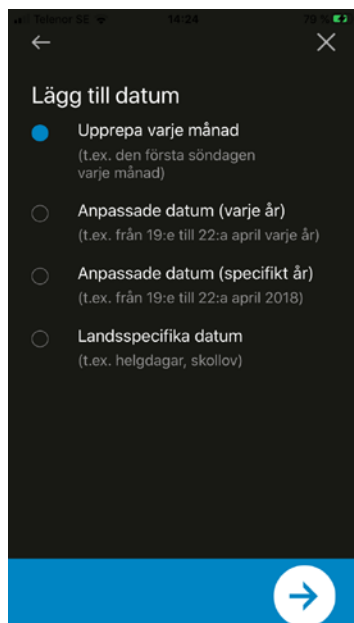 Telenor SE 14:24 79 %
Lägg till datum
Upprepa varje månad
(t.ex. den första söndagen
varje månad)
Anpassade datum (varje år)
(t.ex. från 19:e till 22:a april varje år)
Anpassade datum (specifikt år)
(t.ex. från 19:e till 22:a april 2018)
Landsspecifika datum
(t.ex. helgdagar, skollov)